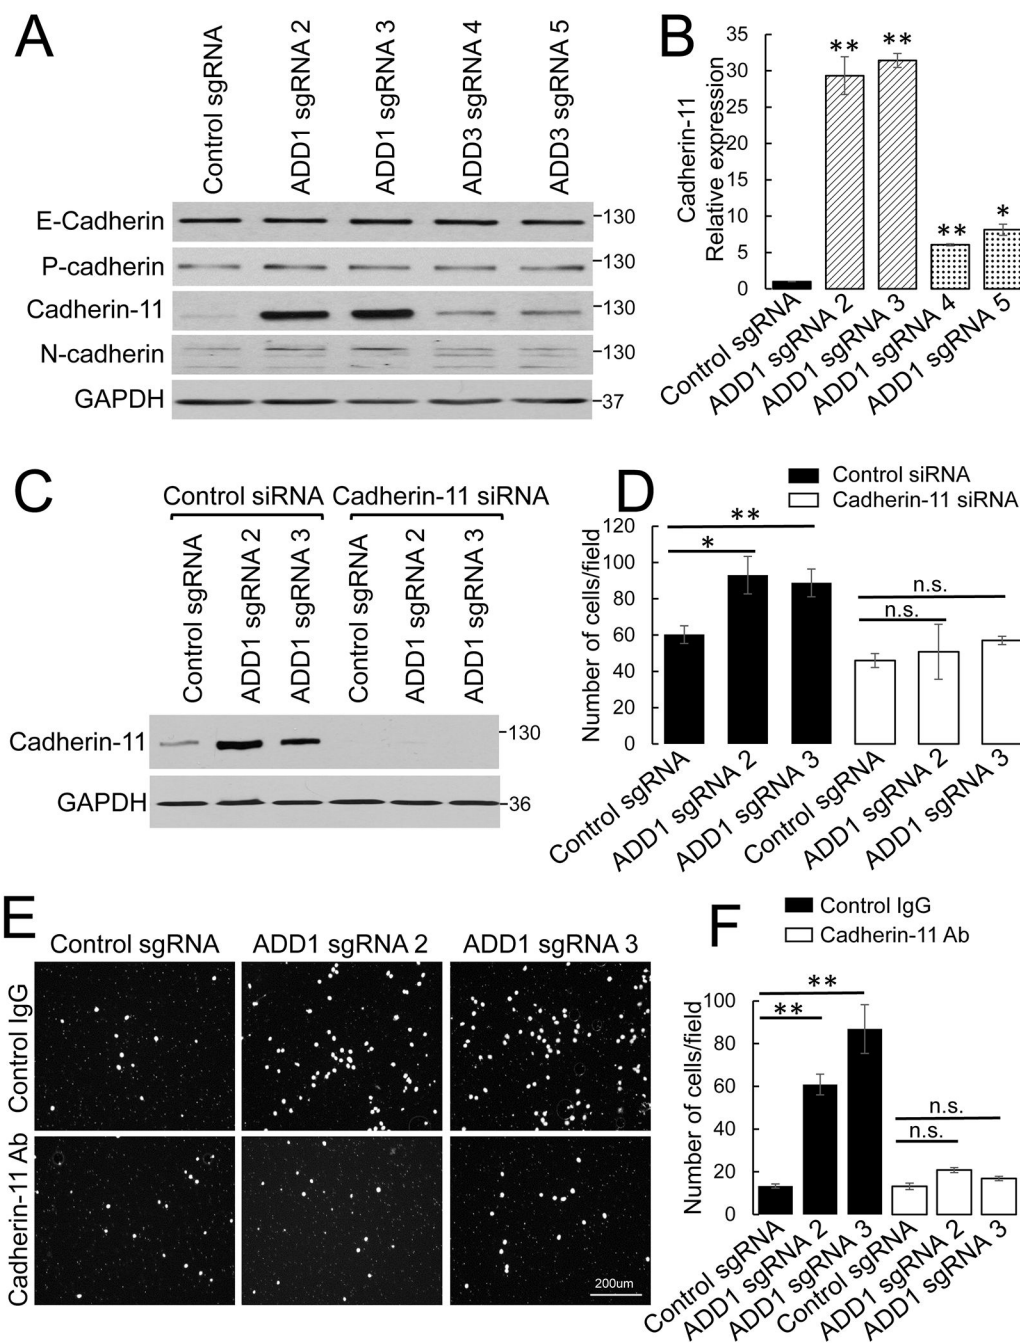 A
Control sgRNA
ADD1 sgRNA 2
ADD1 sgRNA 3
ADD3 sgRNA 4
ADD3 sgRNA 5
E-Cadherin
130
P-cadherin
130
Cadherin-11
130
N-cadherin
130
GAPDH
37
B
Cadherin-11
Relative expression
35
30
25
20
15
10
5
0
**
**
**
*
Control sgRNA
ADD1 sgRNA 2
ADD1 sgRNA 3
ADD1 sgRNA 4
ADD1 sgRNA 5
C
Control siRNA
Cadherin-11 siRNA
Control sgRNA
ADD1 sgRNA 2
ADD1 sgRNA 3
Control sgRNA
ADD1 sgRNA 2
ADD1 sgRNA 3
Cadherin-11
130
GAPDH
36
D
Control siRNA
Cadherin-11 siRNA
Number of cells/field
120
100
80
60
40
20
0
**
*
n.s.
n.s.
Control sgRNA
ADD1 sgRNA 2
ADD1 sgRNA 3
Control sgRNA
ADD1 sgRNA 2
ADD1 sgRNA 3
E
Control sgRNA
ADD1 sgRNA 2
ADD1 sgRNA 3
Control IgG
Cadherin-11 Ab
200um
F
Control IgG
Cadherin-11 Ab
Number of cells/field
100
80
60
40
20
0
**
**
n.s.
n.s.
Control sgRNA
ADD1 sgRNA 2
ADD1 sgRNA 3
Control sgRNA
ADD1 sgRNA 2
ADD1 sgRNA 3